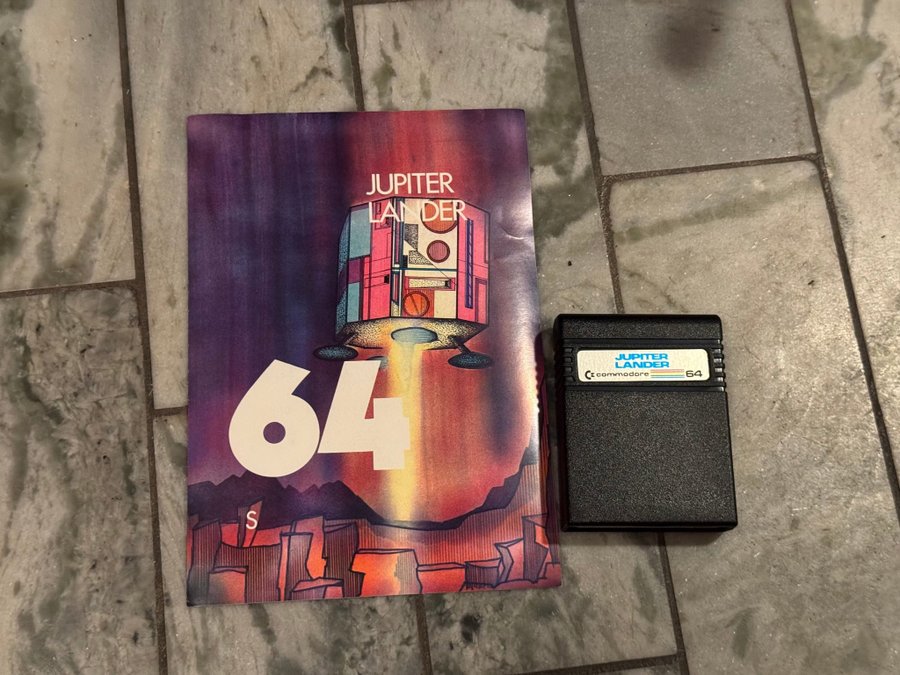 JUPITER
LANDER
64
S
JUPITER
LANDER
commodore 64